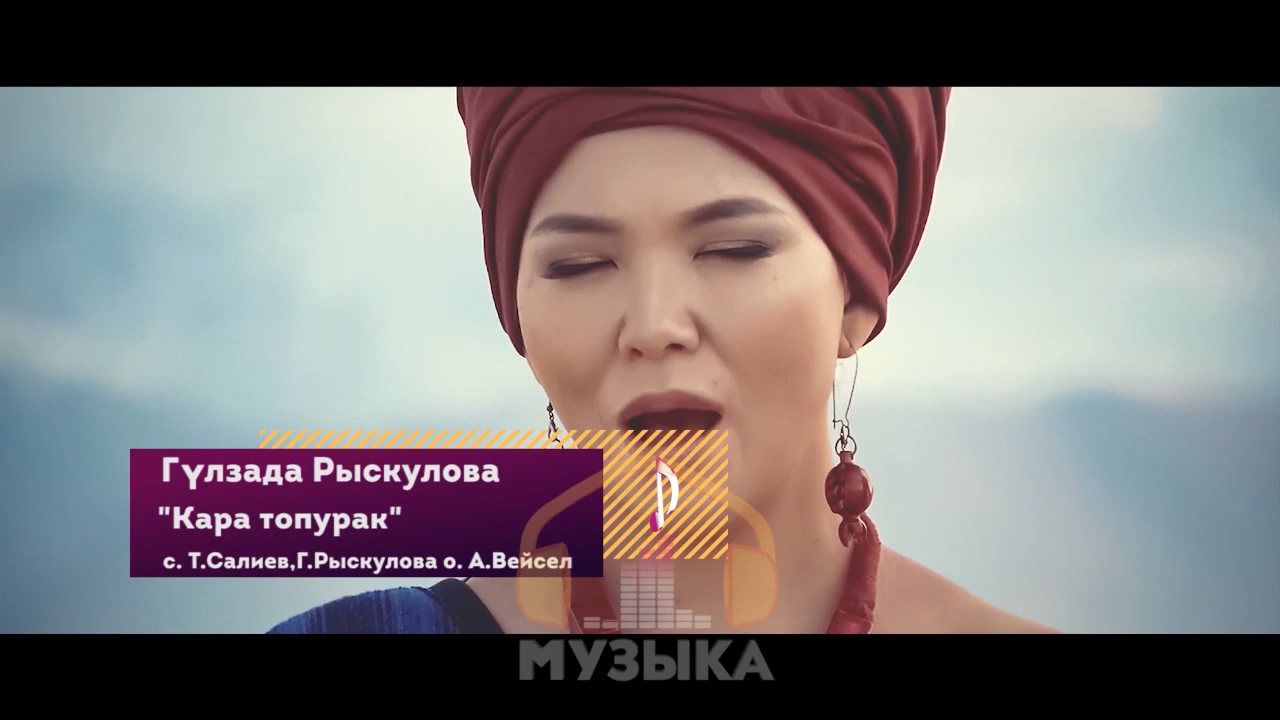 Гүлзада Рыскулова
"Кара топурак"
с. Т.Салиев,Г.Рыскулова о. А.Вейсел
МУЗЫКА